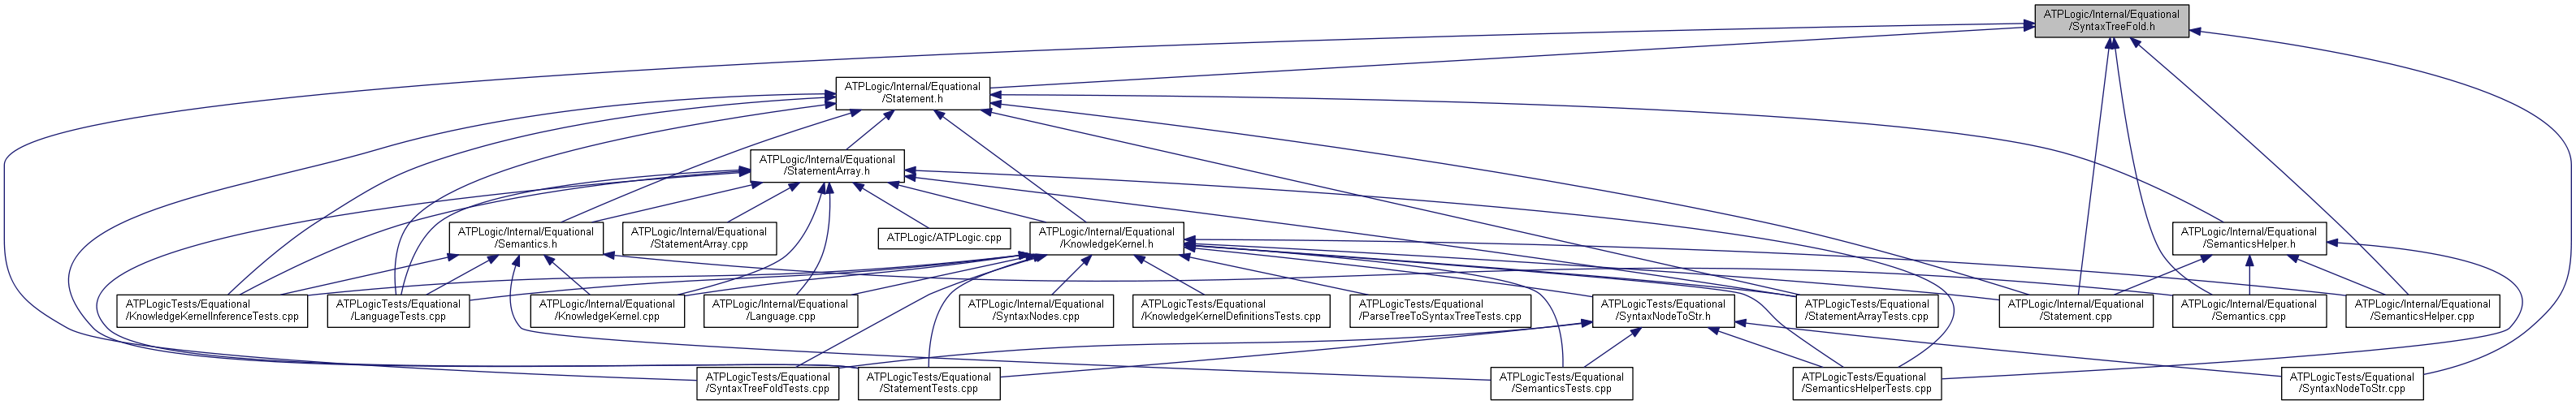 ATPLogic/Internal/Equational
/SyntaxTreeFold.h
ATPLogic/Internal/Equational
/Statement.h
ATPLogic/Internal/Equational
/StatementArray.h
ATPLogic/Internal/Equational
/Semantics.h
ATPLogic/Internal/Equational
/StatementArray.cpp
ATPLogic/ATPLogic.cpp
ATPLogic/Internal/Equational
/KnowledgeKernel.h
ATPLogic/Internal/Equational
/SemanticsHelper.h
ATPLogicTests/Equational
/KnowledgeKernelInferenceTests.cpp
ATPLogicTests/Equational
/LanguageTests.cpp
ATPLogic/Internal/Equational
/KnowledgeKernel.cpp
ATPLogic/Internal/Equational
/Language.cpp
ATPLogic/Internal/Equational
/SyntaxNodes.cpp
ATPLogicTests/Equational
/KnowledgeKernelDefinitionsTests.cpp
ATPLogicTests/Equational
/ParseTreeToSyntaxTreeTests.cpp
ATPLogicTests/Equational
/SyntaxNodeToStr.h
ATPLogicTests/Equational
/StatementArrayTests.cpp
ATPLogic/Internal/Equational
/Statement.cpp
ATPLogic/Internal/Equational
/Semantics.cpp
ATPLogic/Internal/Equational
/SemanticsHelper.cpp
ATPLogicTests/Equational
/SyntaxTreeFoldTests.cpp
ATPLogicTests/Equational
/StatementTests.cpp
ATPLogicTests/Equational
/SemanticsTests.cpp
ATPLogicTests/Equational
/SemanticsHelperTests.cpp
ATPLogicTests/Equational
/SyntaxNodeToStr.cpp